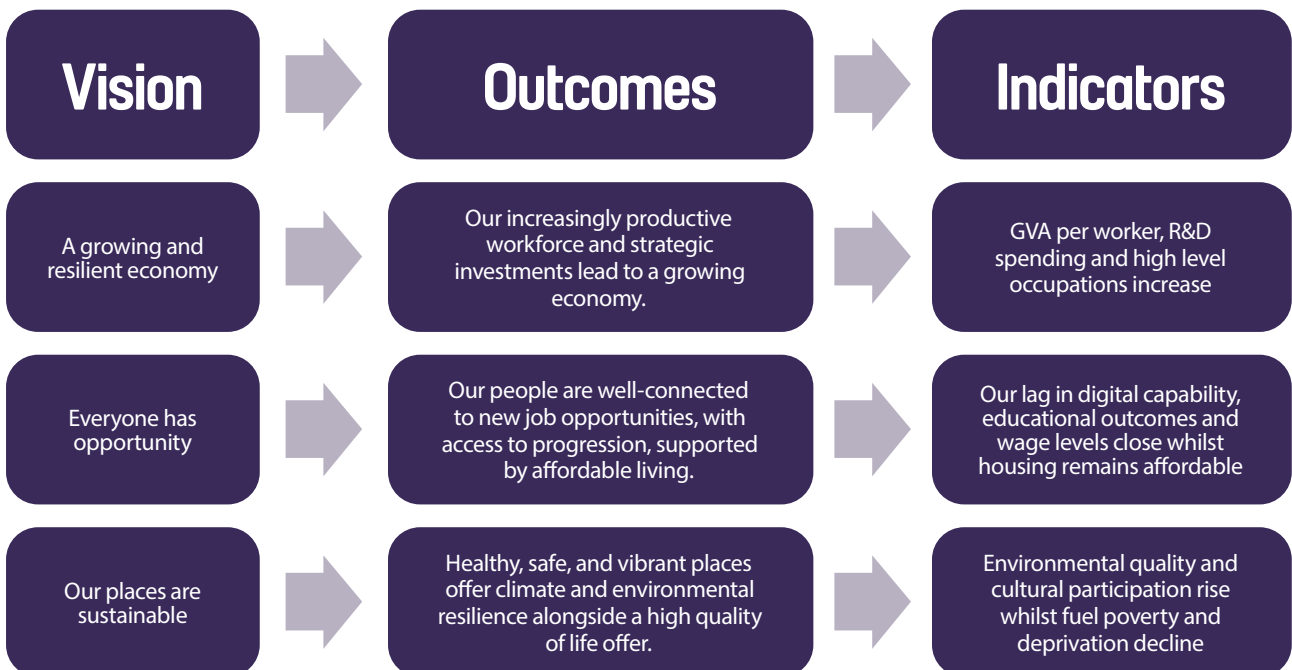 Vision
Outcomes
Indicators
A growing and
resilient economy
Our increasingly productive
workforce and strategic
investments lead to a growing
economy.
GVA per worker, R&D
spending and high level
occupations increase
Everyone has
opportunity
Our people are well-connected
to new job opportunities, with
access to progression, supported
by affordable living.
Our lag in digital capability,
educational outcomes and
wage levels close whilst
housing remains affordable
Our places are
sustainable
Healthy, safe, and vibrant places
offer climate and environmental
resilience alongside a high quality
of life offer.
Environmental quality and
cultural participation rise
whilst fuel poverty and
deprivation decline